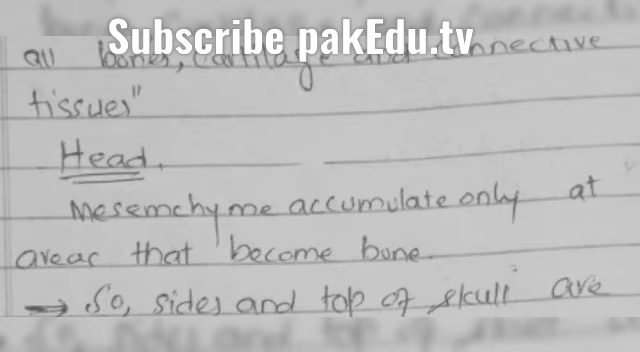 Subscribe pakEdu.tv
all bones, cartilage and connective
tissues"
Head.
Mesemchyme accumulate only at
areas that become bone.
→ So, sides and top of skull are